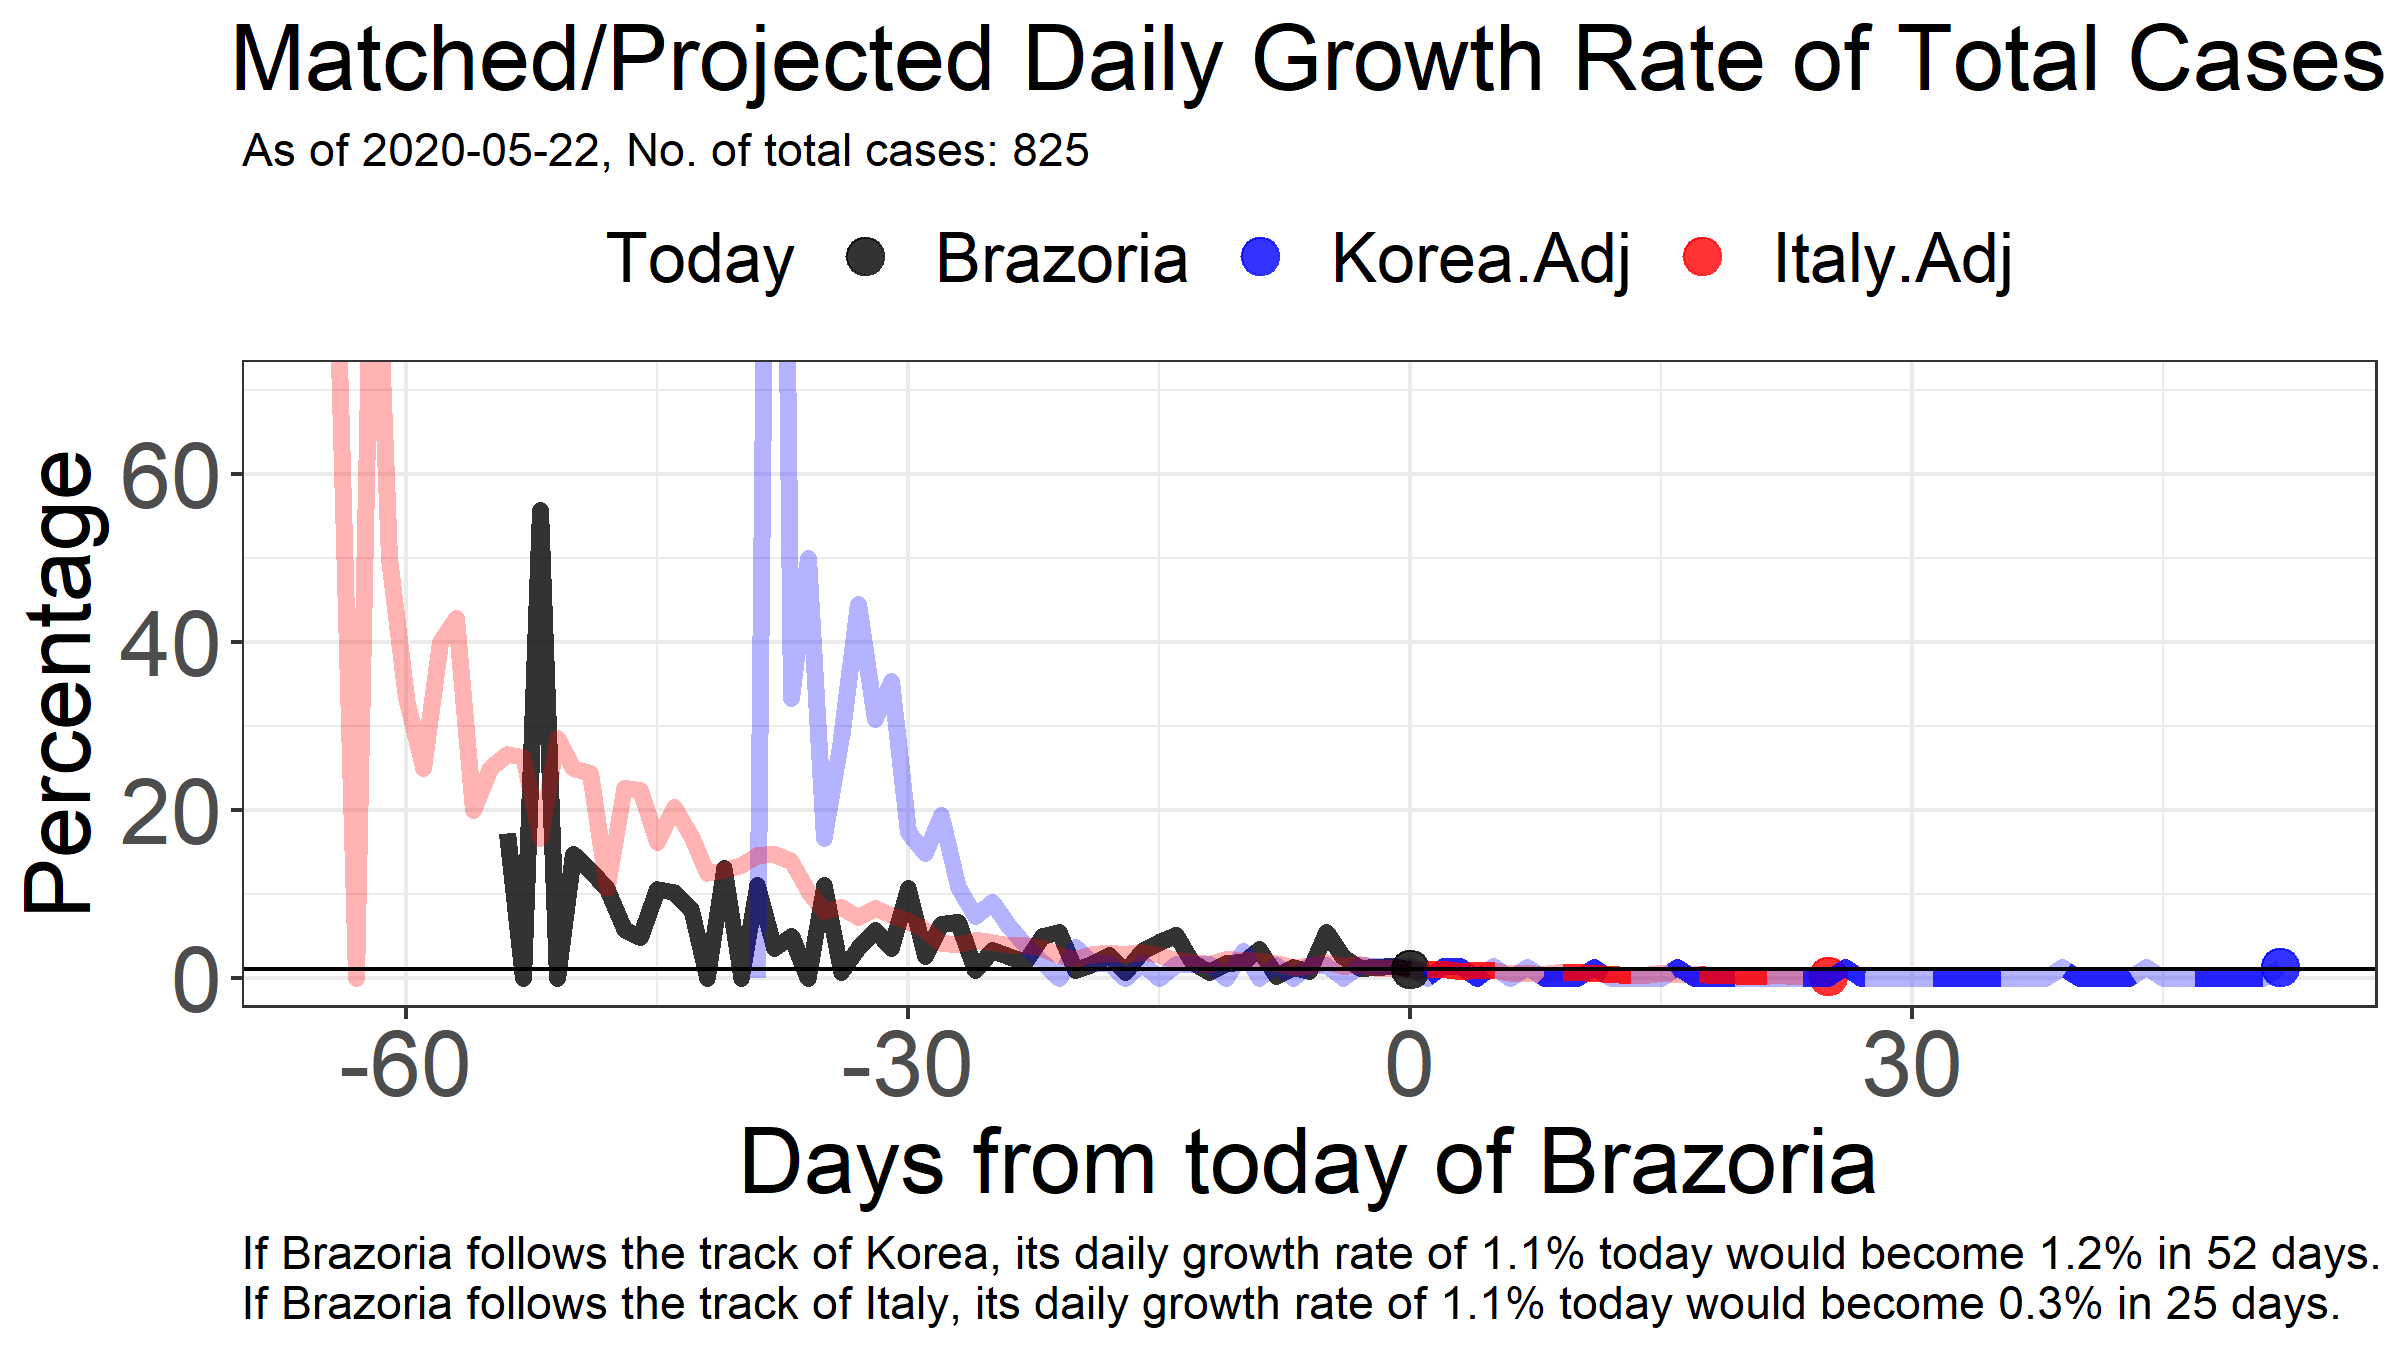 Matched/Projected Daily Growth Rate of Total Cases
As of 2020-05-22, No. of total cases: 825
Today Brazoria Korea.Adj Italy.Adj
Percentage
60
40
20
0
-60 -30 0 30
Days from today of Brazoria
If Brazoria follows the track of Korea, its daily growth rate of 1.1% today would become 1.2% in 52 days.
If Brazoria follows the track of Italy, its daily growth rate of 1.1% today would become 0.3% in 25 days.